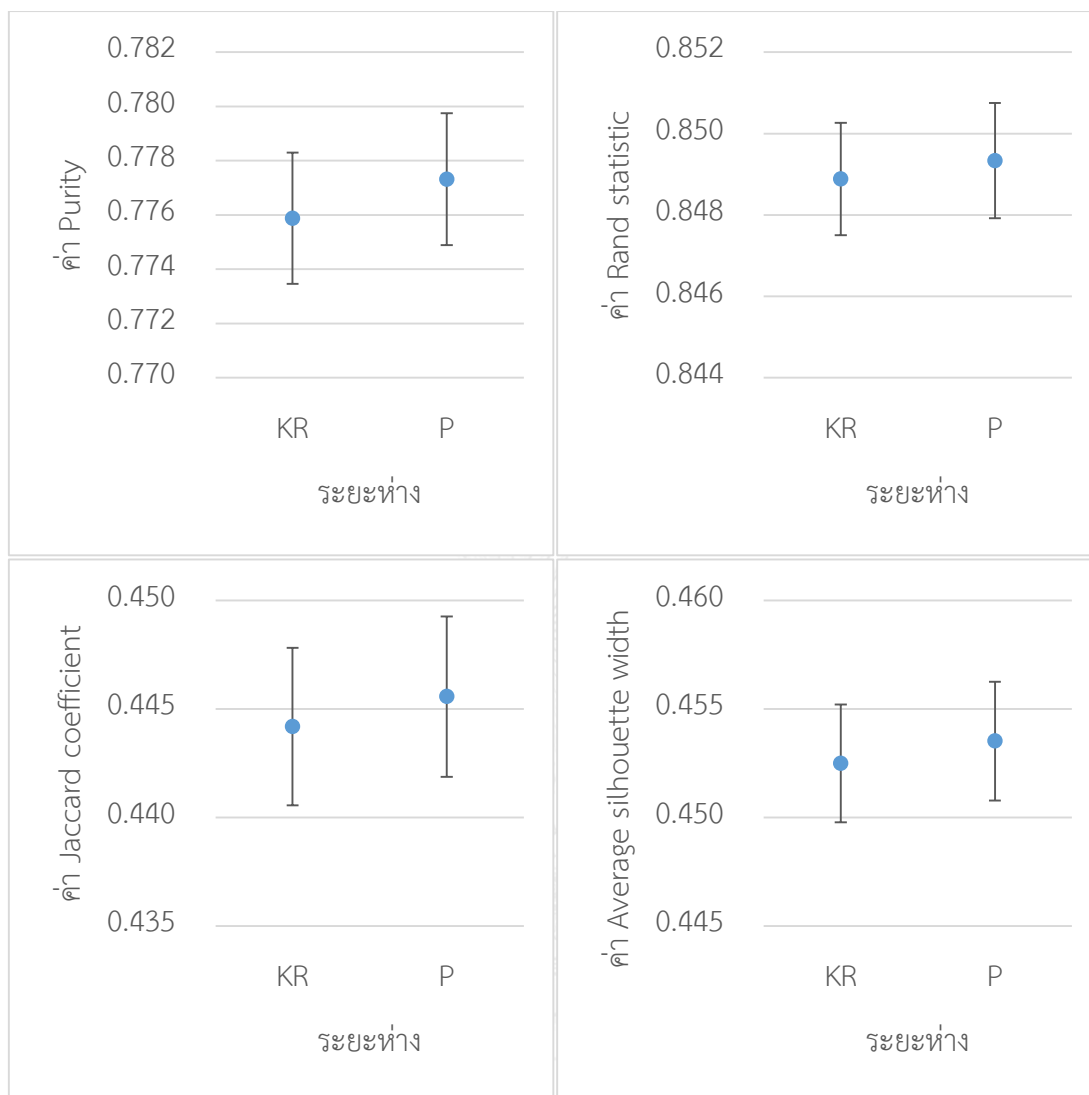 ค่า Purity
0.782
0.780
0.778
0.776
0.774
0.772
0.770
KR P
ระยะห่าง
ค่า Rand statistic
0.852
0.850
0.848
0.846
0.844
KR P
ระยะห่าง
ค่า Jaccard coefficient
0.450
0.445
0.440
0.435
KR P
ระยะห่าง
ค่า Average silhouette width
0.460
0.455
0.450
0.445
KR P
ระยะห่าง